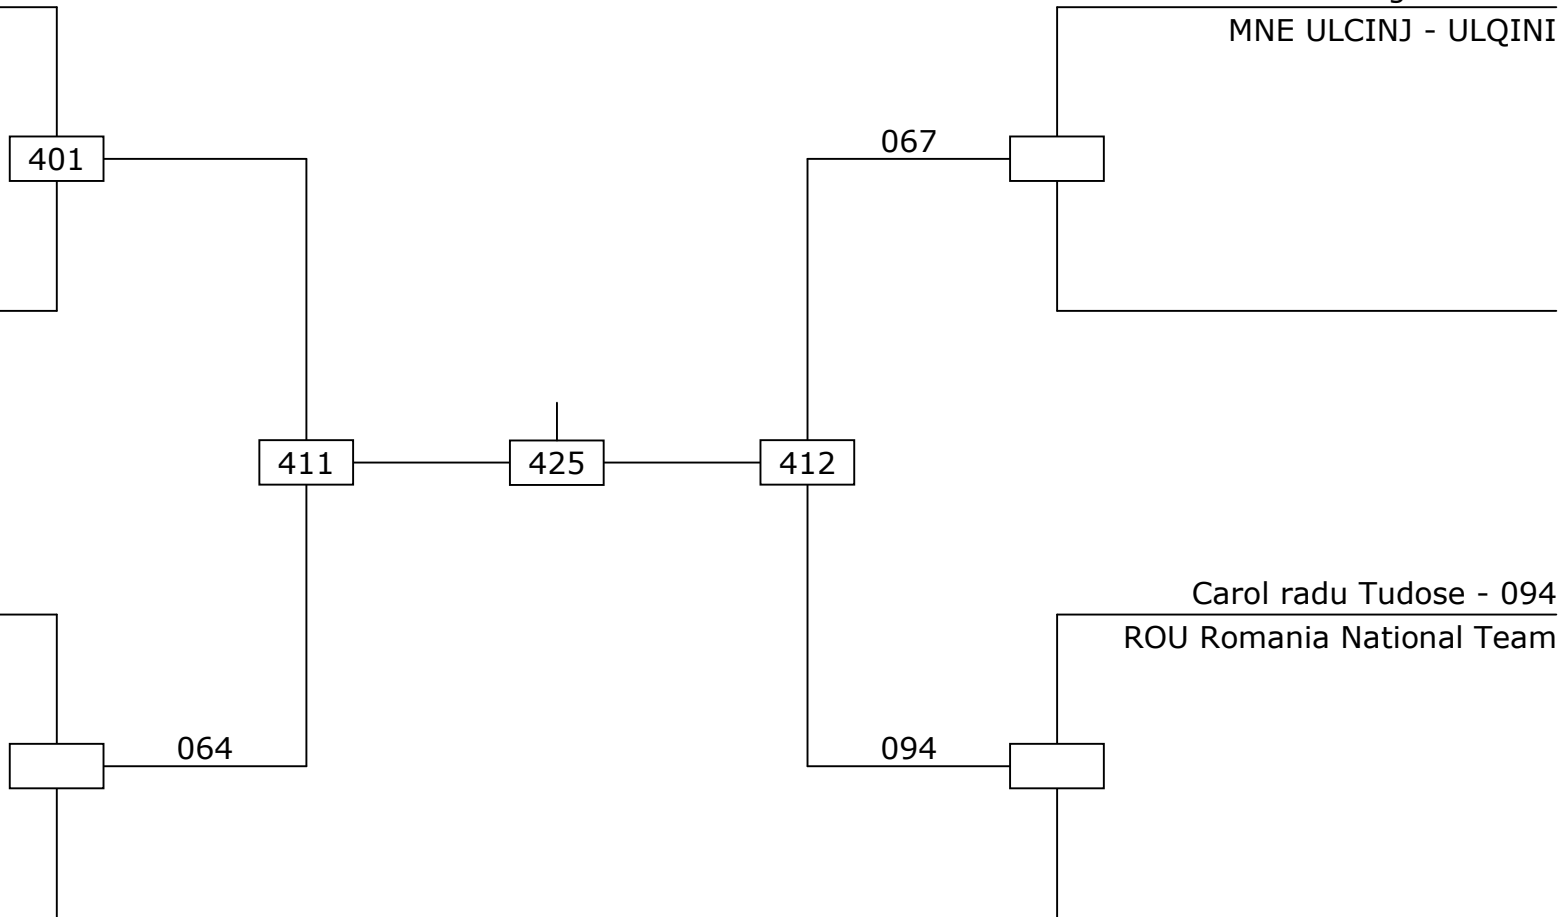 MNE ULCINJ - ULQINI
067
401
411
425
412
Carol radu Tudose - 094
ROU Romania National Team
064
094